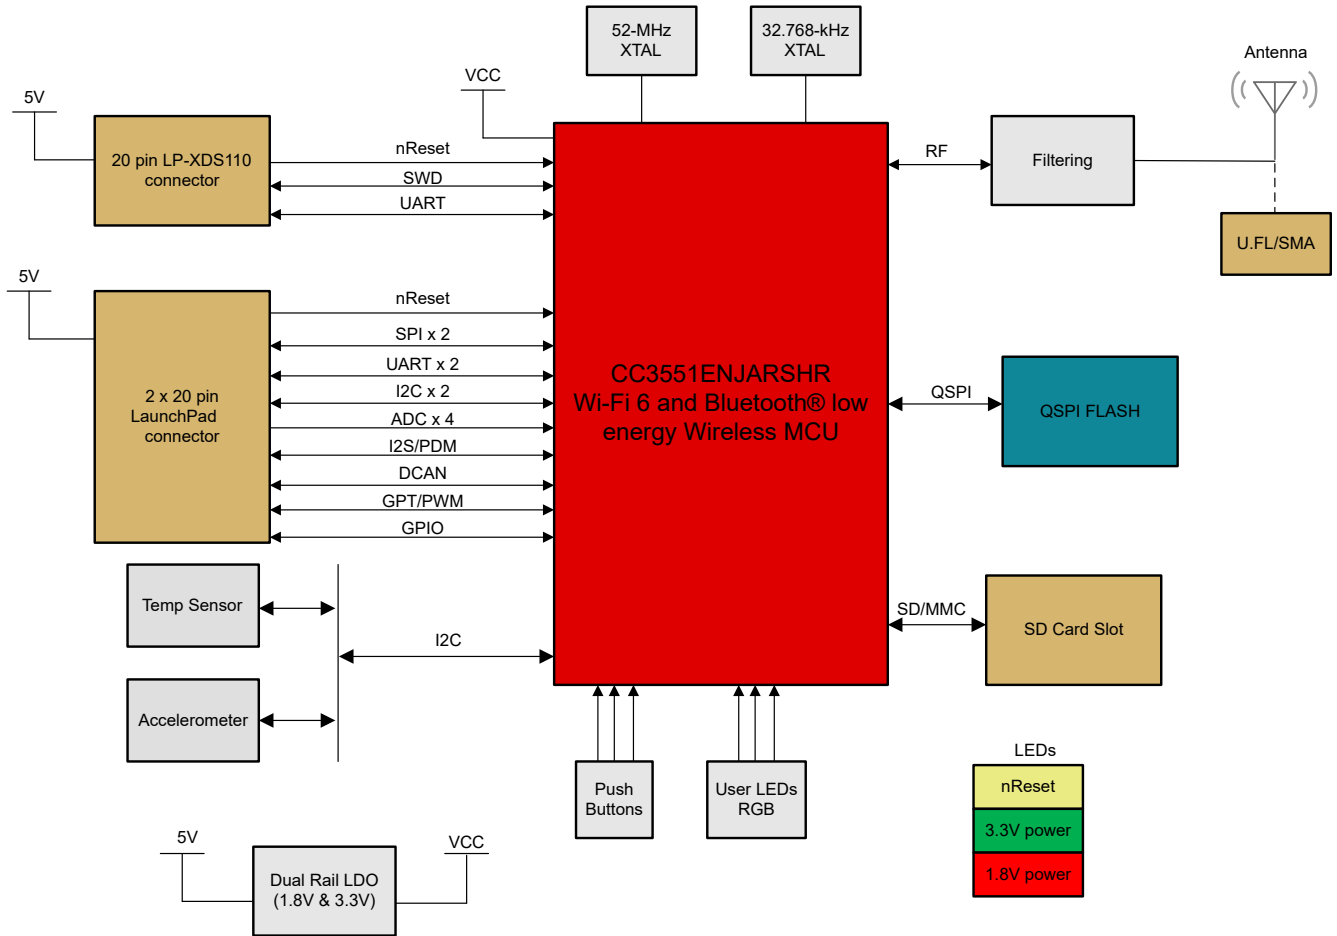 52-MHz
XTAL
32.768-kHz
XTAL
Antenna
VCC
5V
20 pin LP-XDS110
connector
nReset
SWD
UART
RF
Filtering
U.FL/SMA
5V
2 x 20 pin
LaunchPad
connector
nReset
SPI x 2
UART x 2
I2C x 2
ADC x 4
I2S/PDM
DCAN
GPT/PWM
GPIO
CC3551ENJARSHR
Wi-Fi 6 and Bluetooth® low
energy Wireless MCU
QSPI
QSPI FLASH
Temp Sensor
I2C
Accelerometer
SD/MMC
SD Card Slot
Push
Buttons
User LEDs
RGB
LEDs
nReset
3.3V power
1.8V power
5V
Dual Rail LDO
(1.8V & 3.3V)
VCC